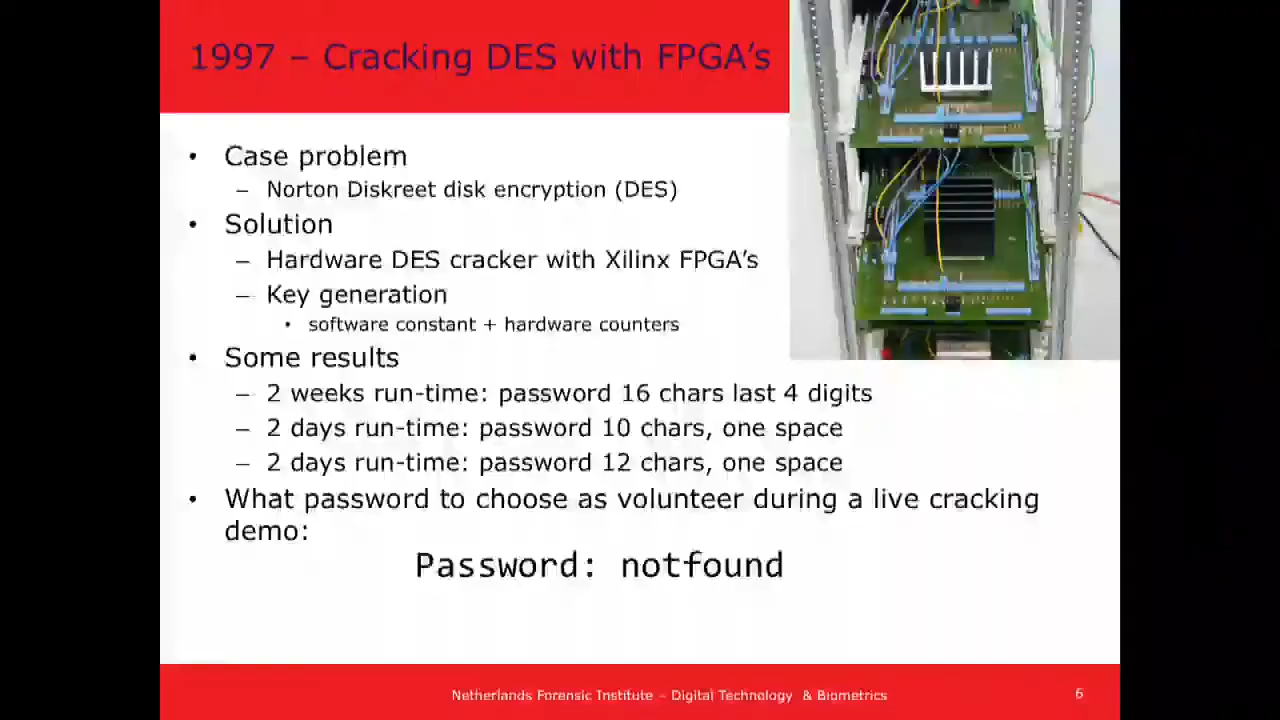 1997 – Cracking DES with FPGA’s
• Case problem
– Norton Diskreet disk encryption (DES)
• Solution
– Hardware DES cracker with Xilinx FPGA’s
– Key generation
• software constant + hardware counters
• Some results
– 2 weeks run-time: password 16 chars last 4 digits
– 2 days run-time: password 10 chars, one space
– 2 days run-time: password 12 chars, one space
• What password to choose as volunteer during a live cracking
demo:
Password: notfound
Netherlands Forensic Institute – Digital Technology & Biometrics
6